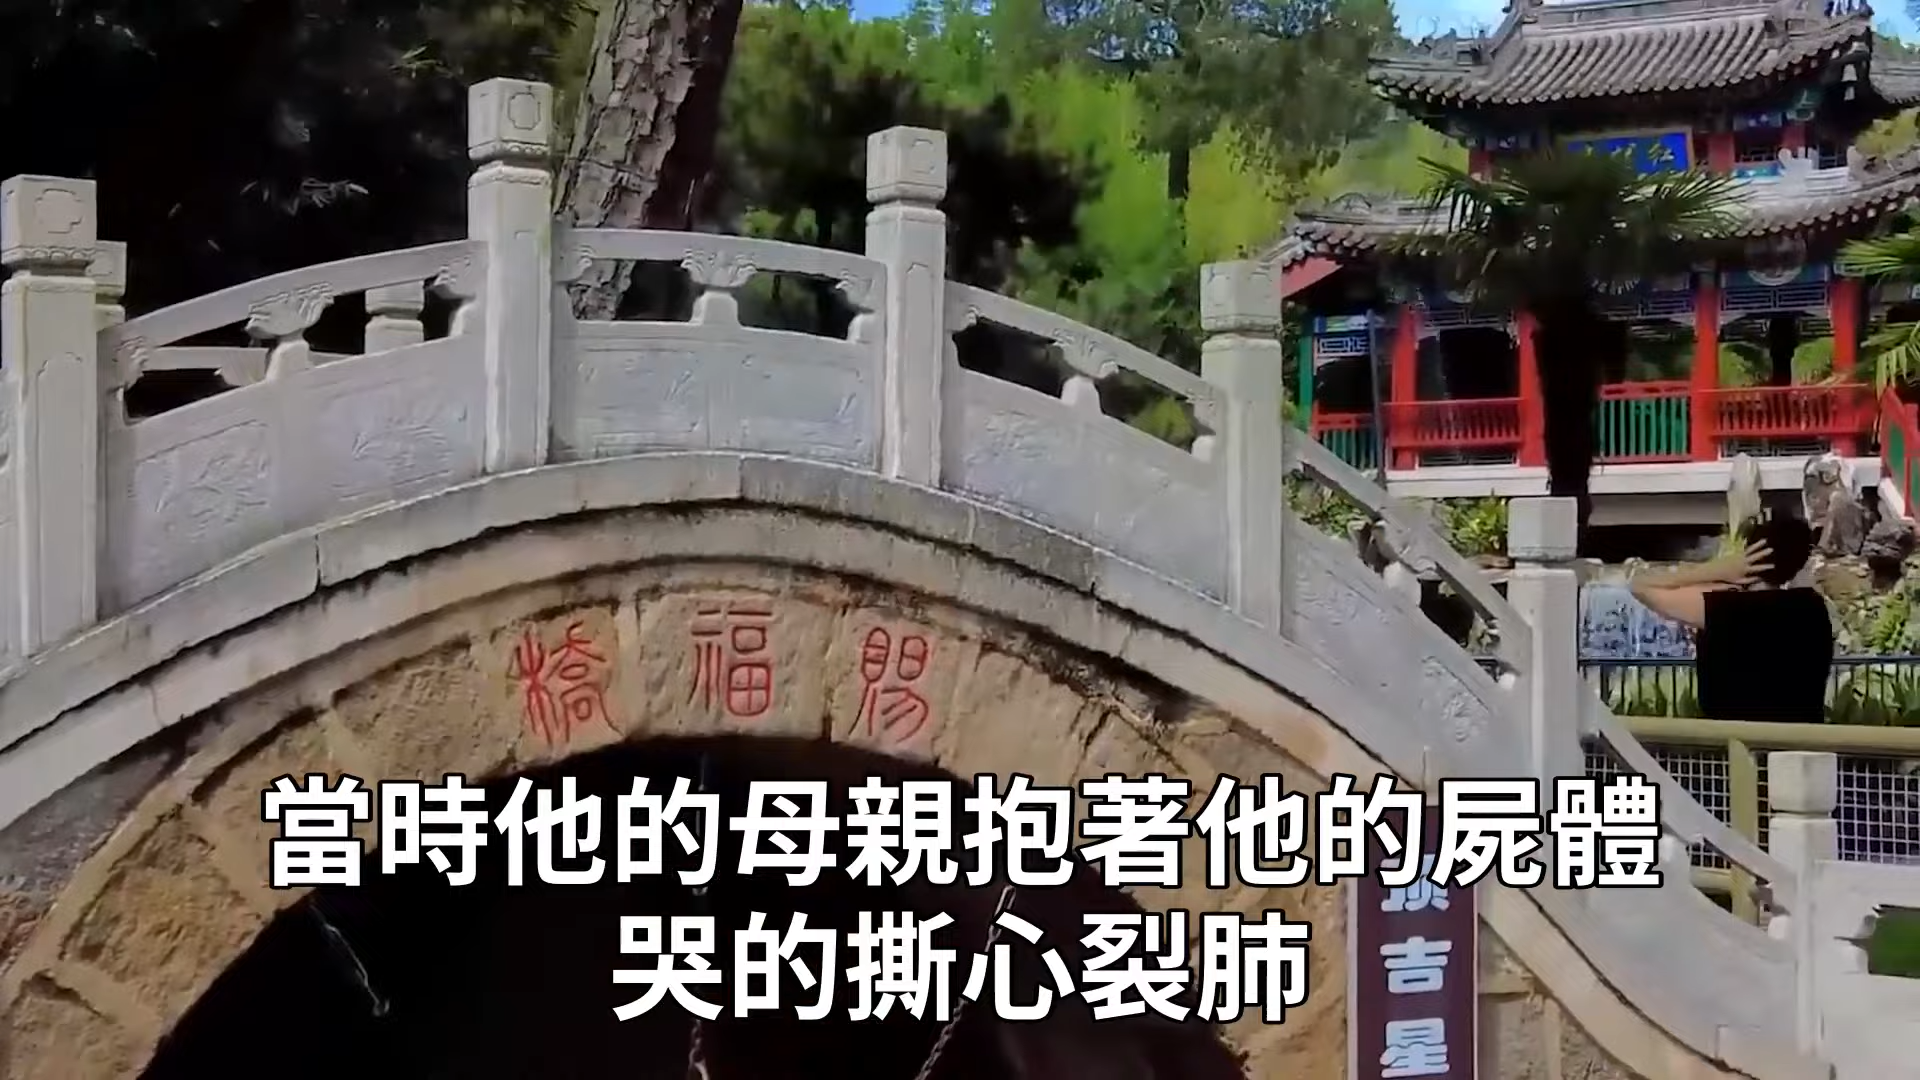 橋福賜
當時他的母親抱著他的屍體
哭的撕心裂肺
吉星